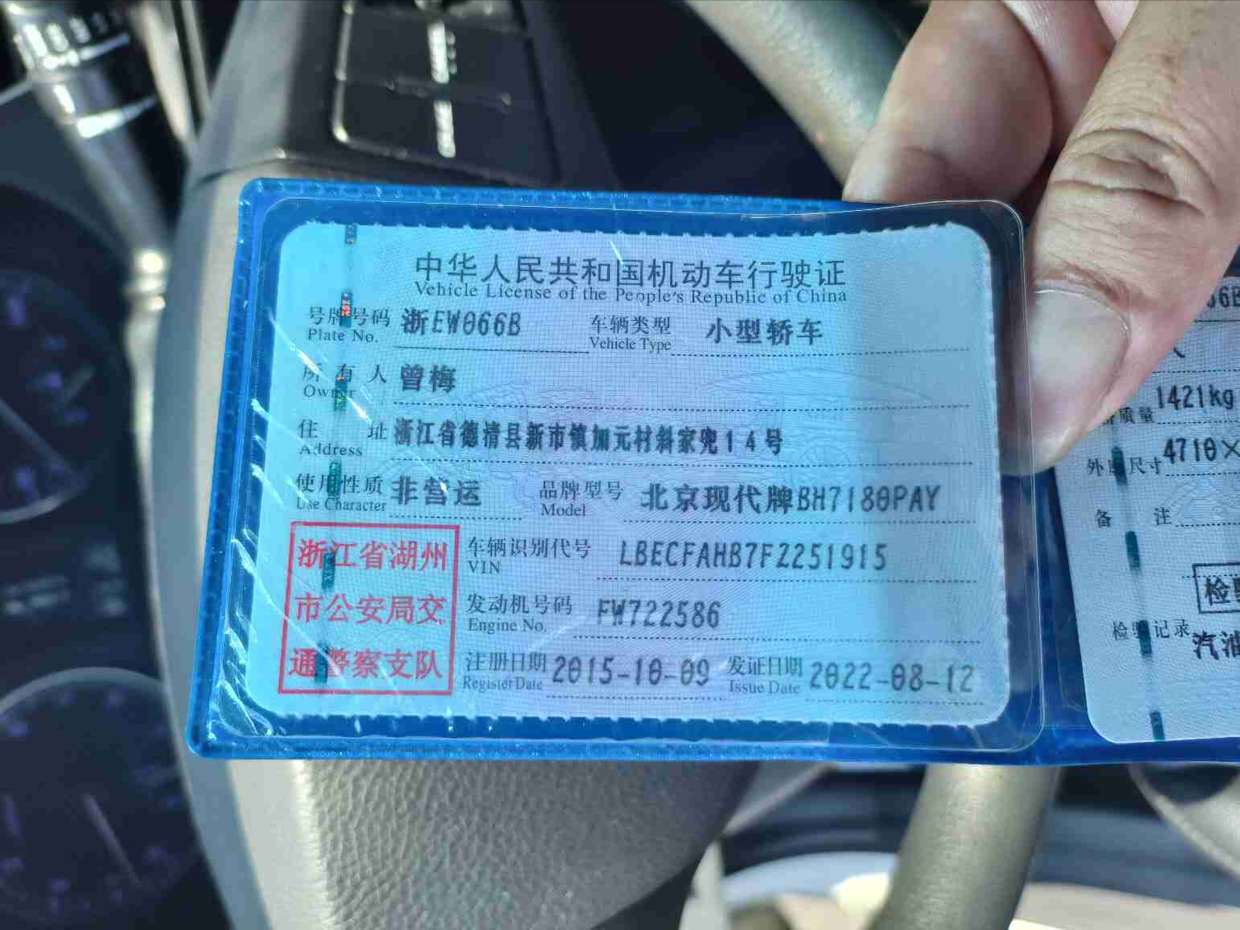 中华人民共和国机动车行驶证
Vehicle License of the People's Republic of China
号牌号码 浙EW066B 车辆类型 小型轿车
Plate No. Vehicle Type
所有人 曾梅
Owner
住址 浙江省德清县新市镇加元村斜家兜14号
Address
使用性质 非营运 品牌型号 北京现代牌BH7180PAY
Use Character Model
浙江省湖州
市公安局交
通警察支队
车辆识别代号 LBECFAHB7FZ251915
VIN
发动机号码 FW722586
Engine No.
注册日期 2015-10-09 发证日期 2022-08-12
Register Date Issue Date
66B
人
质量 1421kg
外廓尺寸 4710×
备注
检验
检验记录
汽油